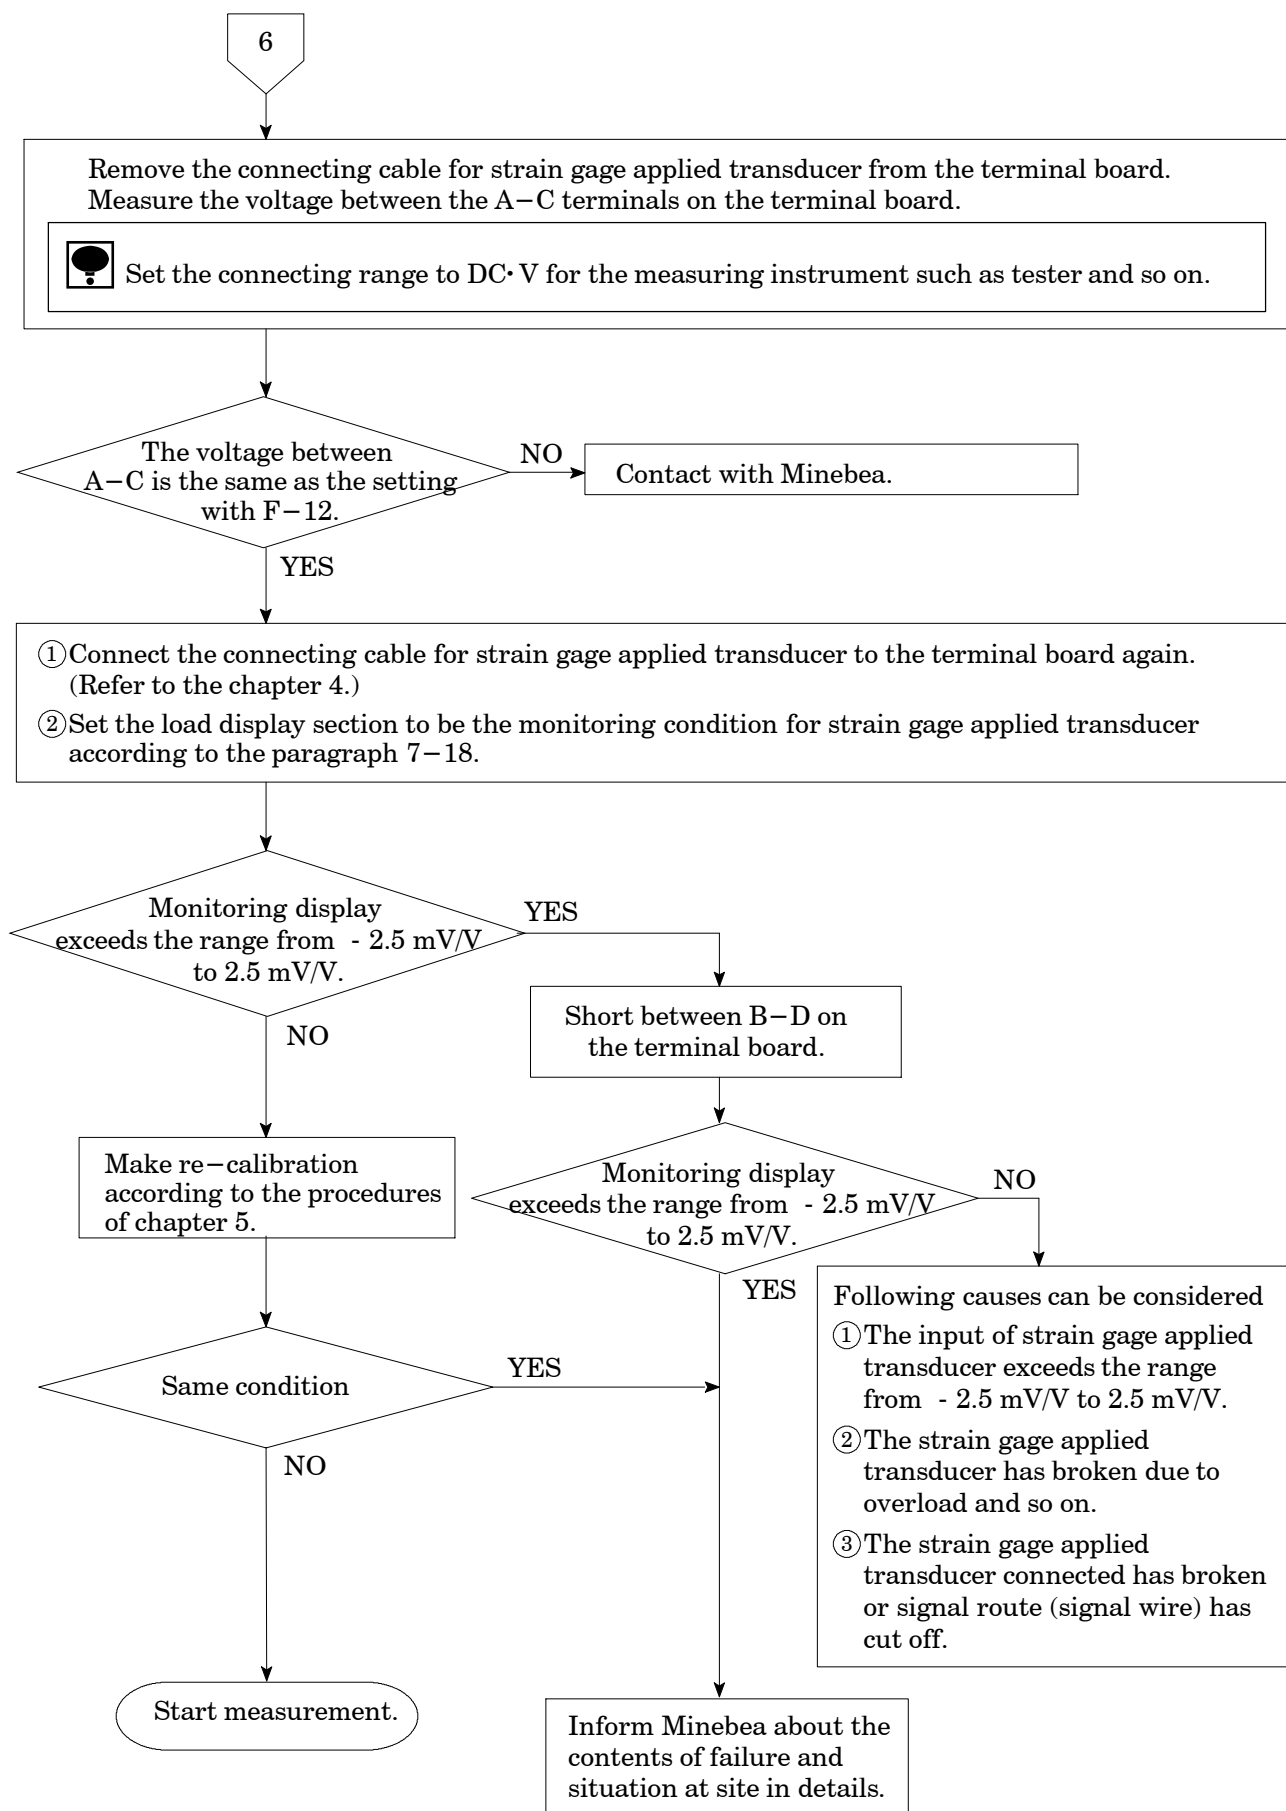 6
Remove the connecting cable for strain gage applied transducer from the terminal board.
Measure the voltage between the A−C terminals on the terminal board.
Set the connecting range to DC･V for the measuring instrument such as tester and so on.
The voltage between
A−C is the same as the setting
with F−12.
NO
Contact with Minebea.
YES
①Connect the connecting cable for strain gage applied transducer to the terminal board again.
(Refer to the chapter 4.)
②Set the load display section to be the monitoring condition for strain gage applied transducer
according to the paragraph 7−18.
Monitoring display
exceeds the range from - 2.5 mV/V
to 2.5 mV/V.
YES
NO
Short between B−D on
the terminal board.
Make re−calibration
according to the procedures
of chapter 5.
Monitoring display
exceeds the range from - 2.5 mV/V
to 2.5 mV/V.
NO
YES
Same condition
YES
NO
Following causes can be considered
①The input of strain gage applied
transducer exceeds the range
from - 2.5 mV/V to 2.5 mV/V.
②The strain gage applied
transducer has broken due to
overload and so on.
③The strain gage applied
transducer connected has broken
or signal route (signal wire) has
cut off.
Start measurement.
Inform Minebea about the
contents of failure and
situation at site in details.